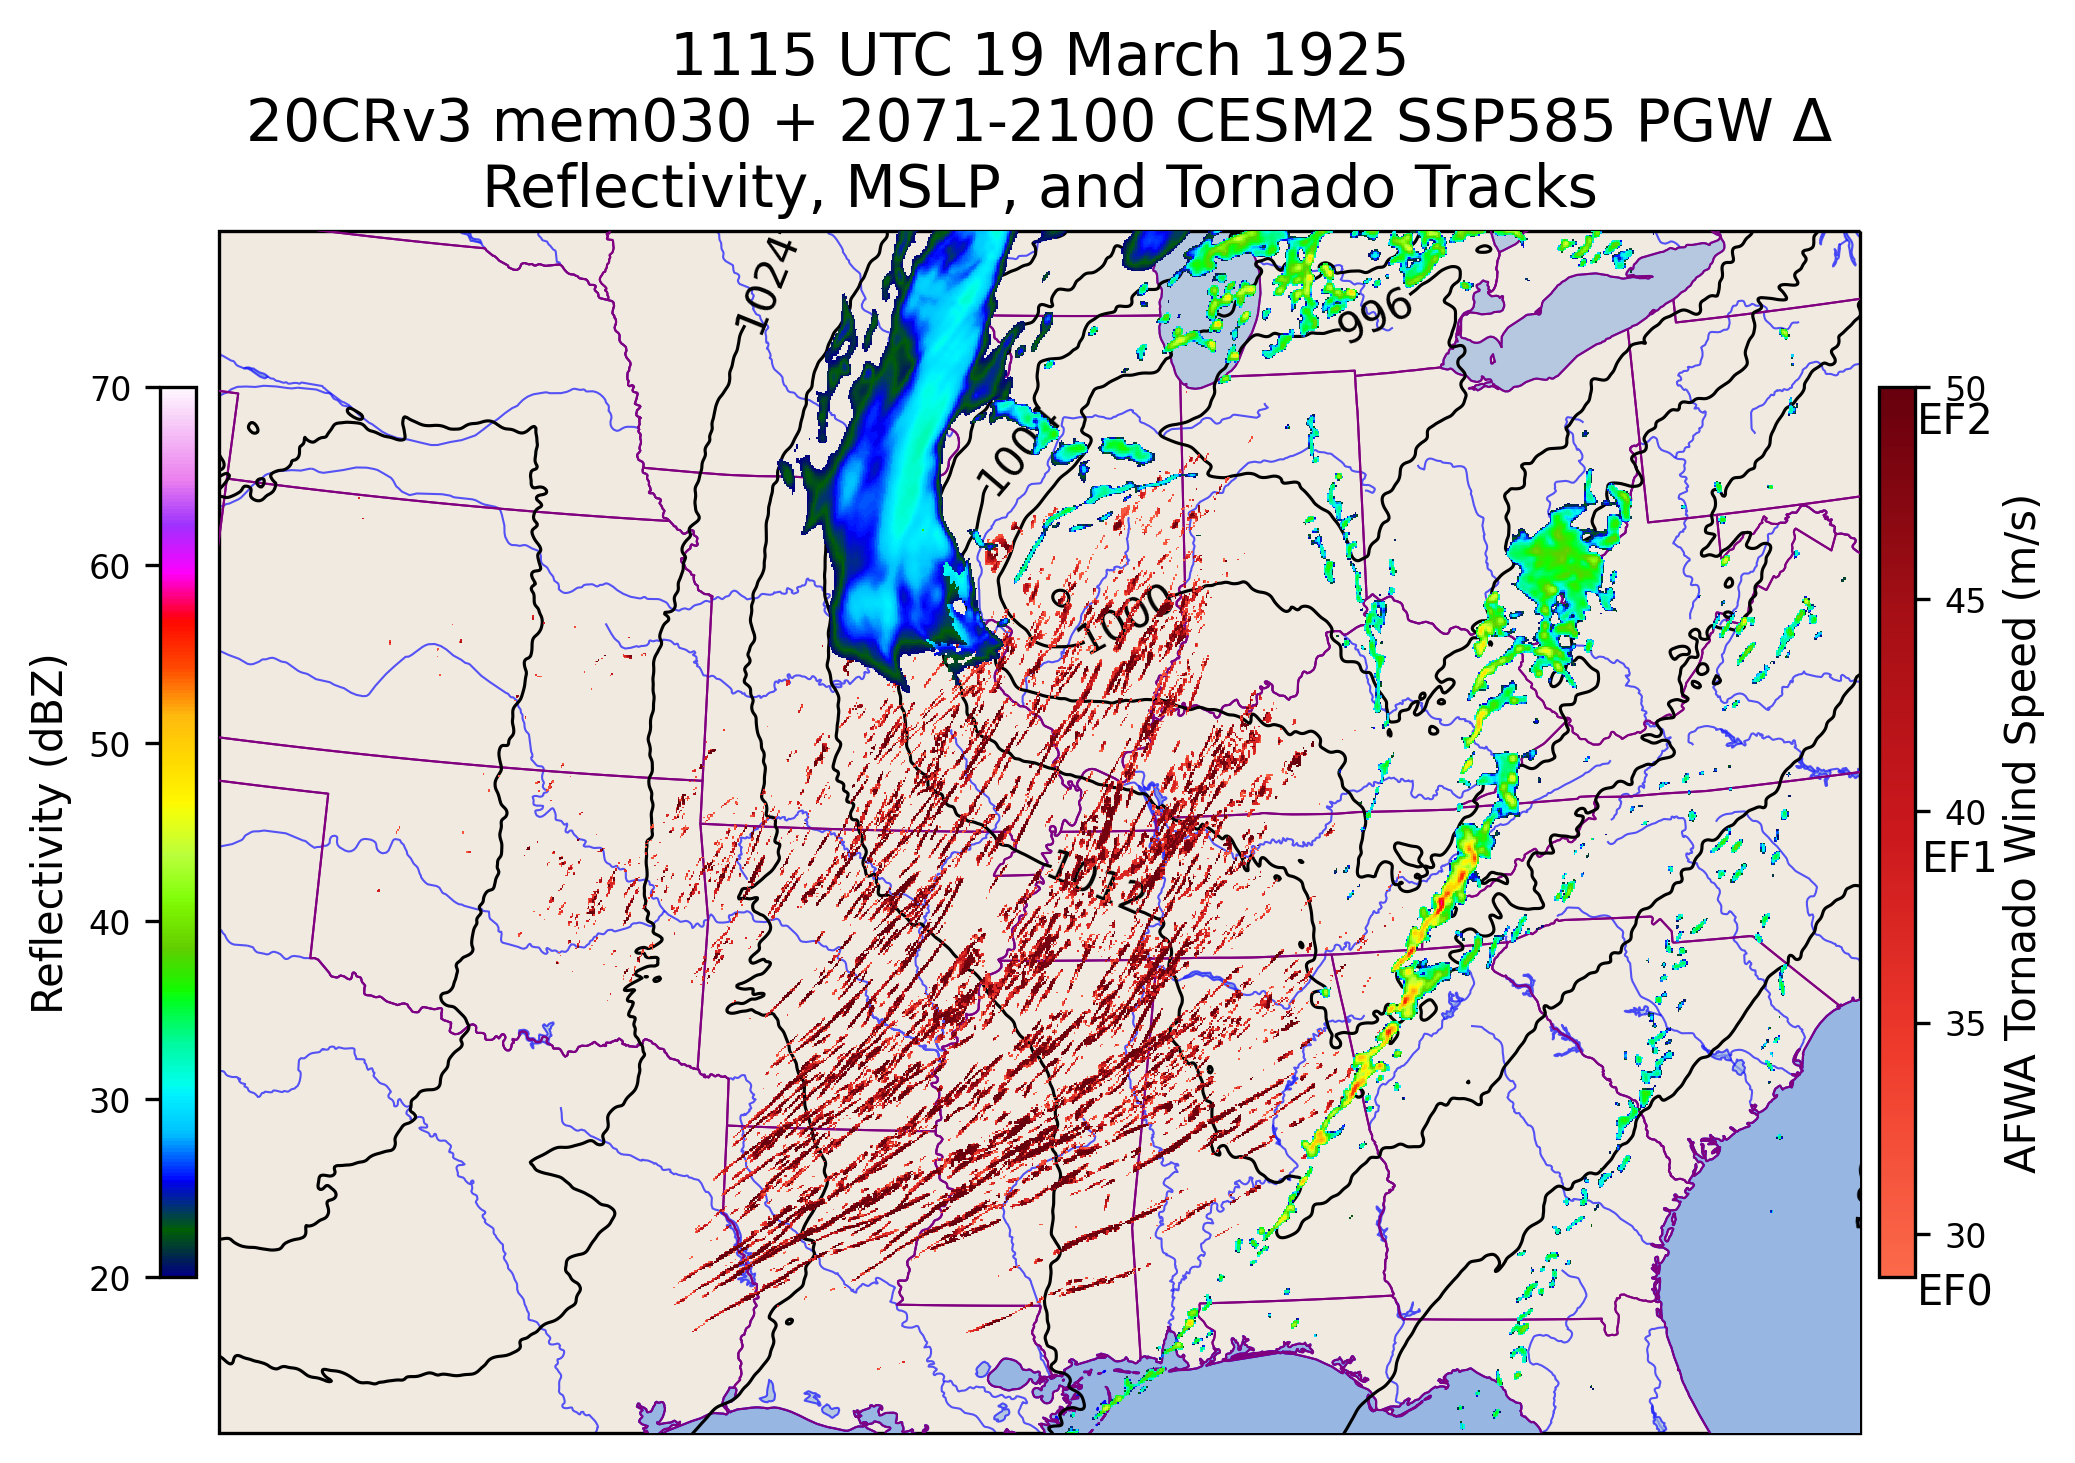 1115 UTC 19 March 1925
20CRv3 mem030 + 2071-2100 CESM2 SSP585 PGW Δ
Reflectivity, MSLP, and Tornado Tracks
1024
996
1004
1000
1012
70
60
50
40
30
20
Reflectivity (dBZ)
50
EF2
45
40
EF1
35
30
EF0
AFWA Tornado Wind Speed (m/s)